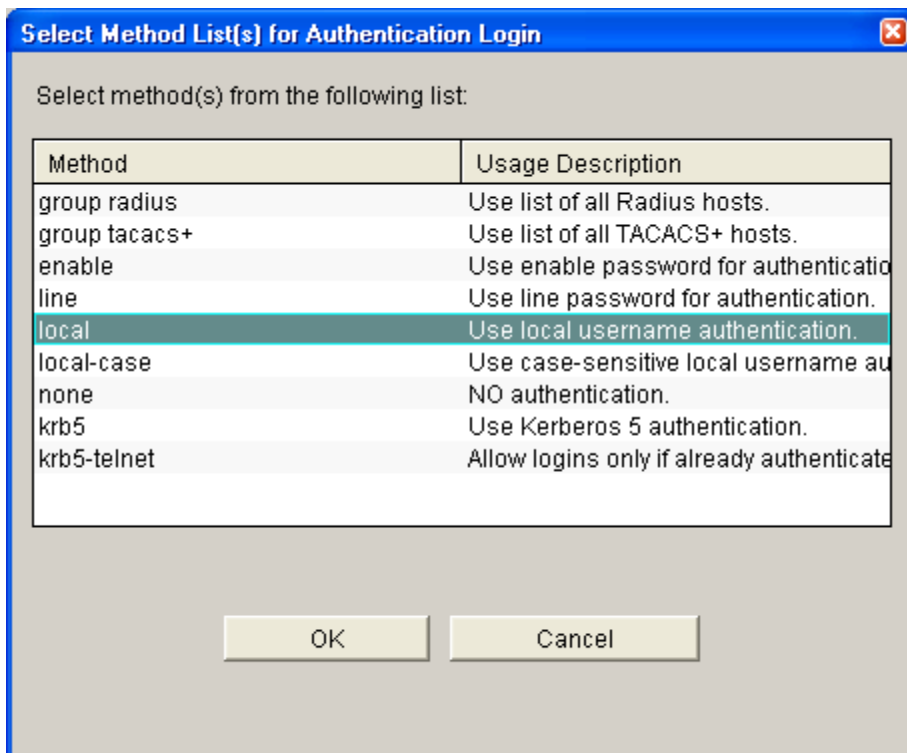 Select Method List(s) for Authentication Login
Select method(s) from the following list:
Method Usage Description
group radius Use list of all Radius hosts.
group tacacs+ Use list of all TACACS+ hosts.
enable Use enable password for authenticatio
line Use line password for authentication.
local Use local username authentication.
local-case Use case-sensitive local username au
none NO authentication.
krb5 Use Kerberos 5 authentication.
krb5-telnet Allow logins only if already authenticate
OK Cancel